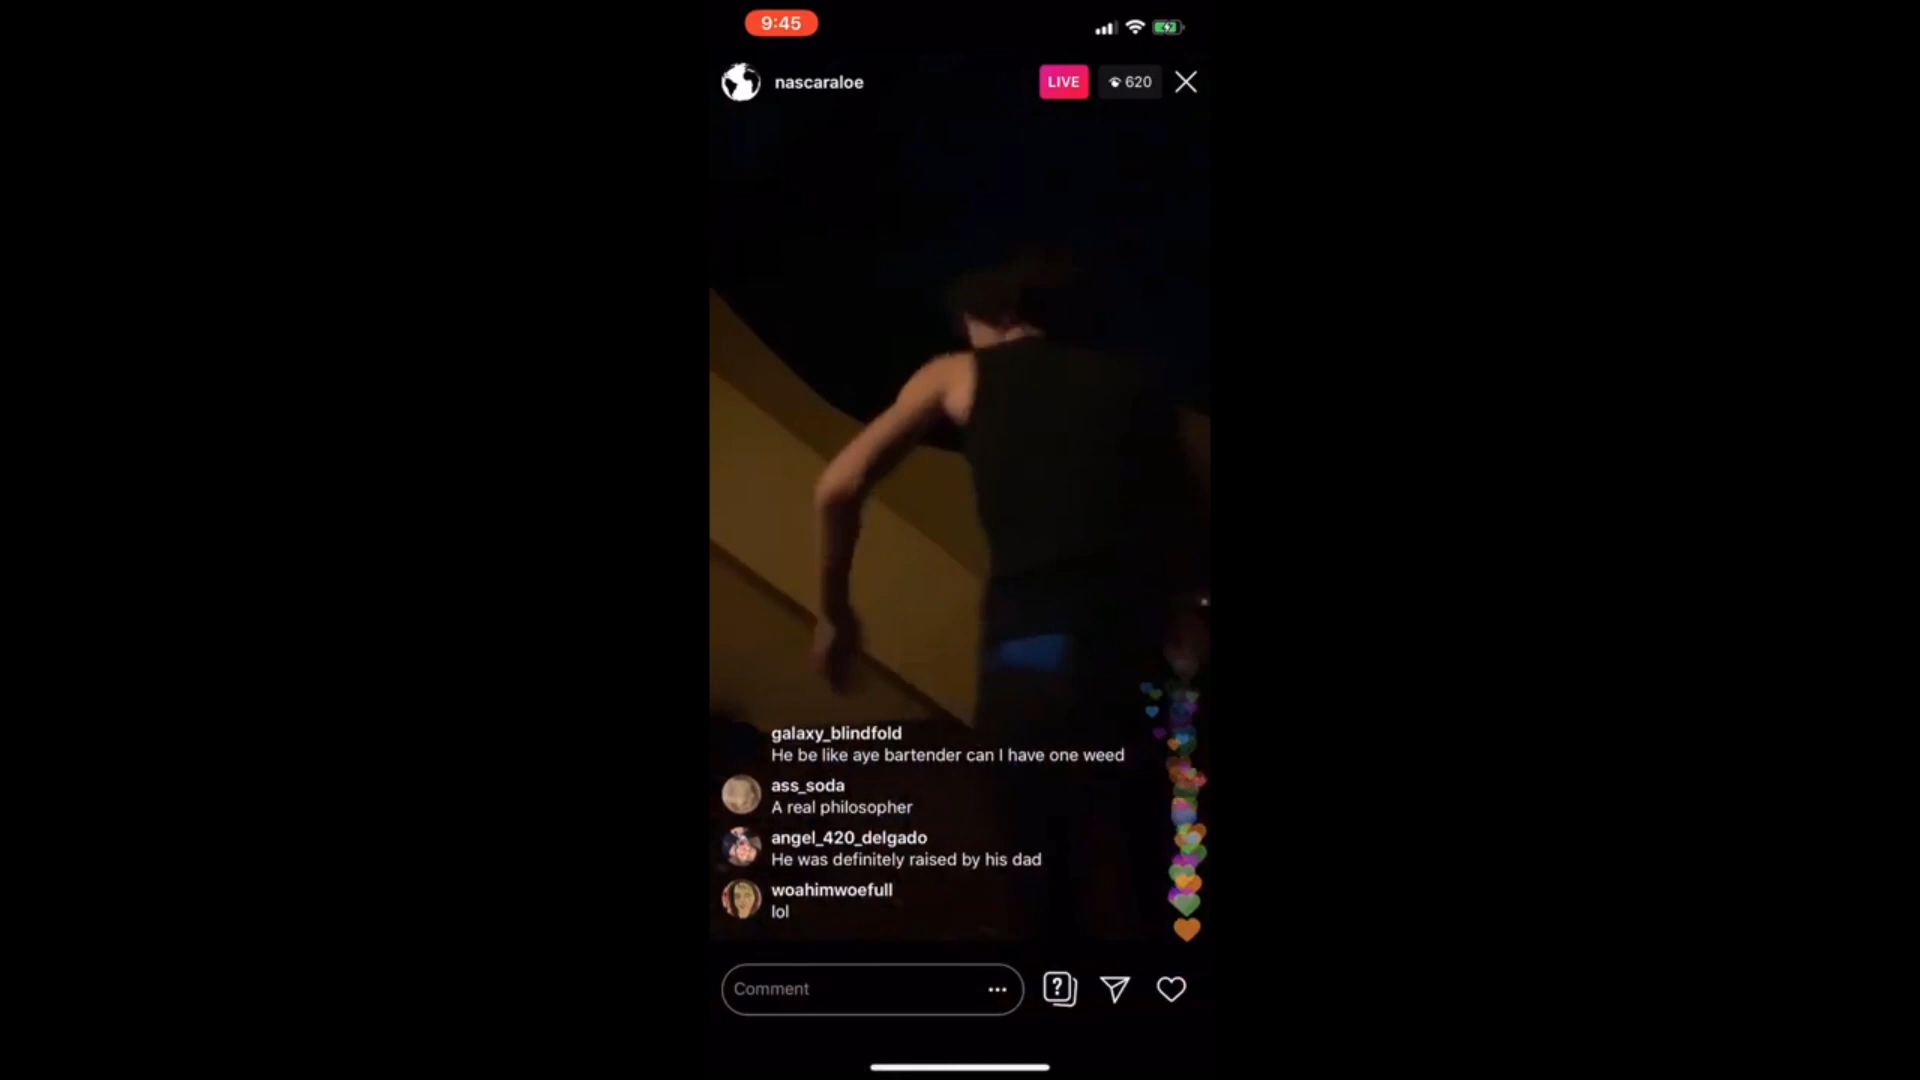 9:45
nascaraloe
LIVE
620
galaxy_blindfold
He be like aye bartender can I have one weed
ass_soda
A real philosopher
angel_420_delgado
He was definitely raised by his dad
woahimwoefull
lol
Comment